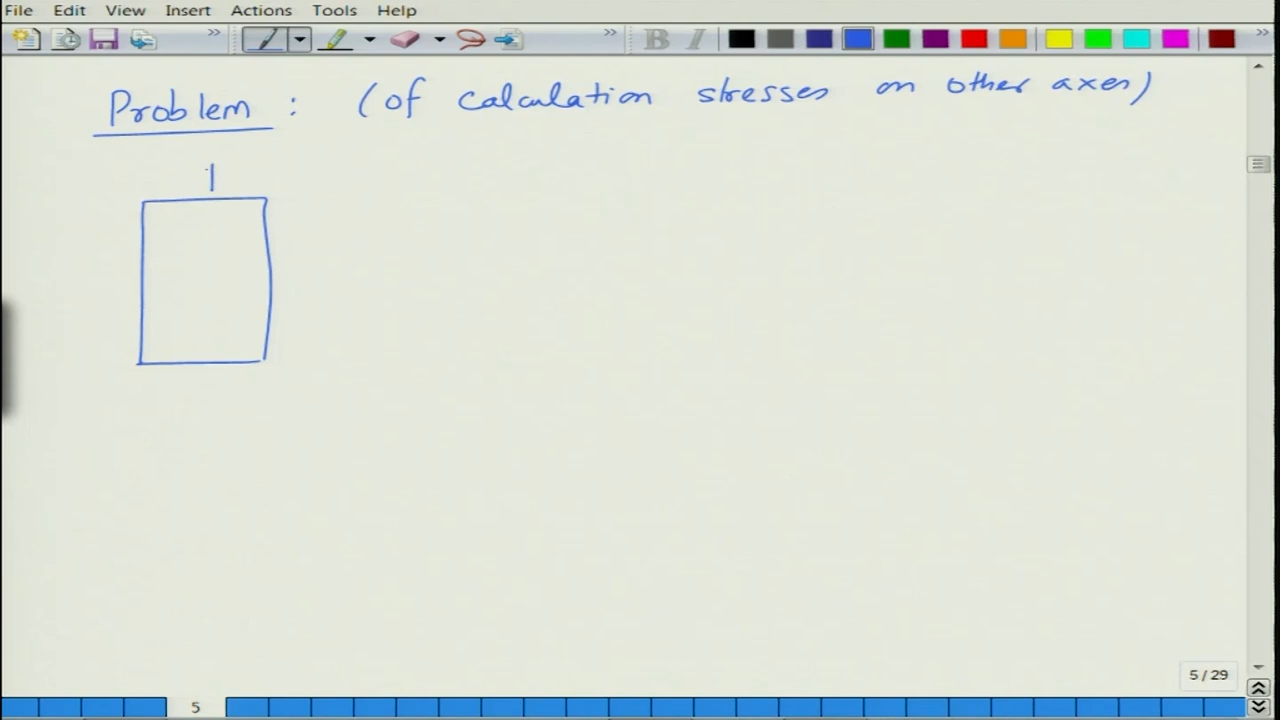 File Edit View Insert Actions Tools Help
B I
Problem : (of calculation stresses on other axes)
5 / 29
5